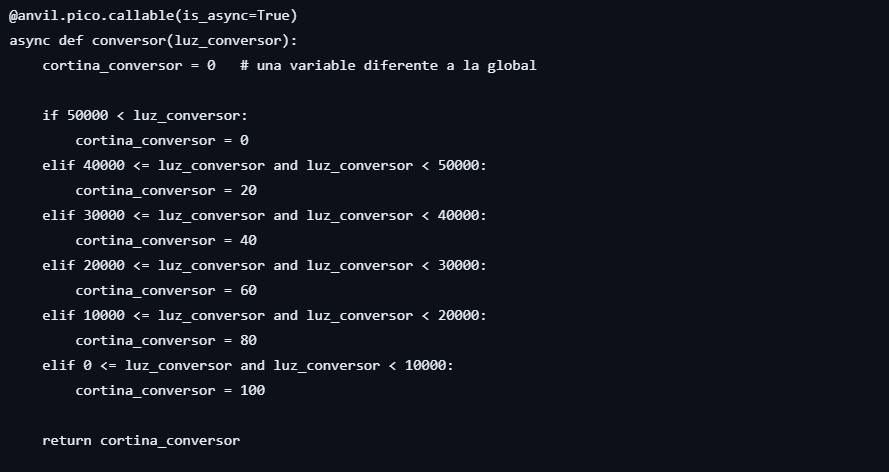 @anvil.pico.callable(is_async=True)
async def conversor(luz_conversor):
    cortina_conversor = 0   # una variable diferente a la global

    if 50000 < luz_conversor:
        cortina_conversor = 0
    elif 40000 <= luz_conversor and luz_conversor < 50000:
        cortina_conversor = 20
    elif 30000 <= luz_conversor and luz_conversor < 40000:
        cortina_conversor = 40
    elif 20000 <= luz_conversor and luz_conversor < 30000:
        cortina_conversor = 60
    elif 10000 <= luz_conversor and luz_conversor < 20000:
        cortina_conversor = 80
    elif 0 <= luz_conversor and luz_conversor < 10000:
        cortina_conversor = 100

    return cortina_conversor